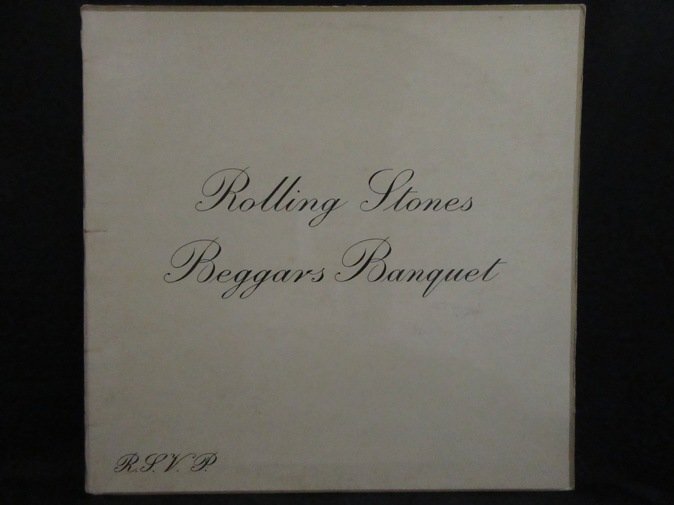 Rolling Stones
Beggars Banquet
R.S.V.P.